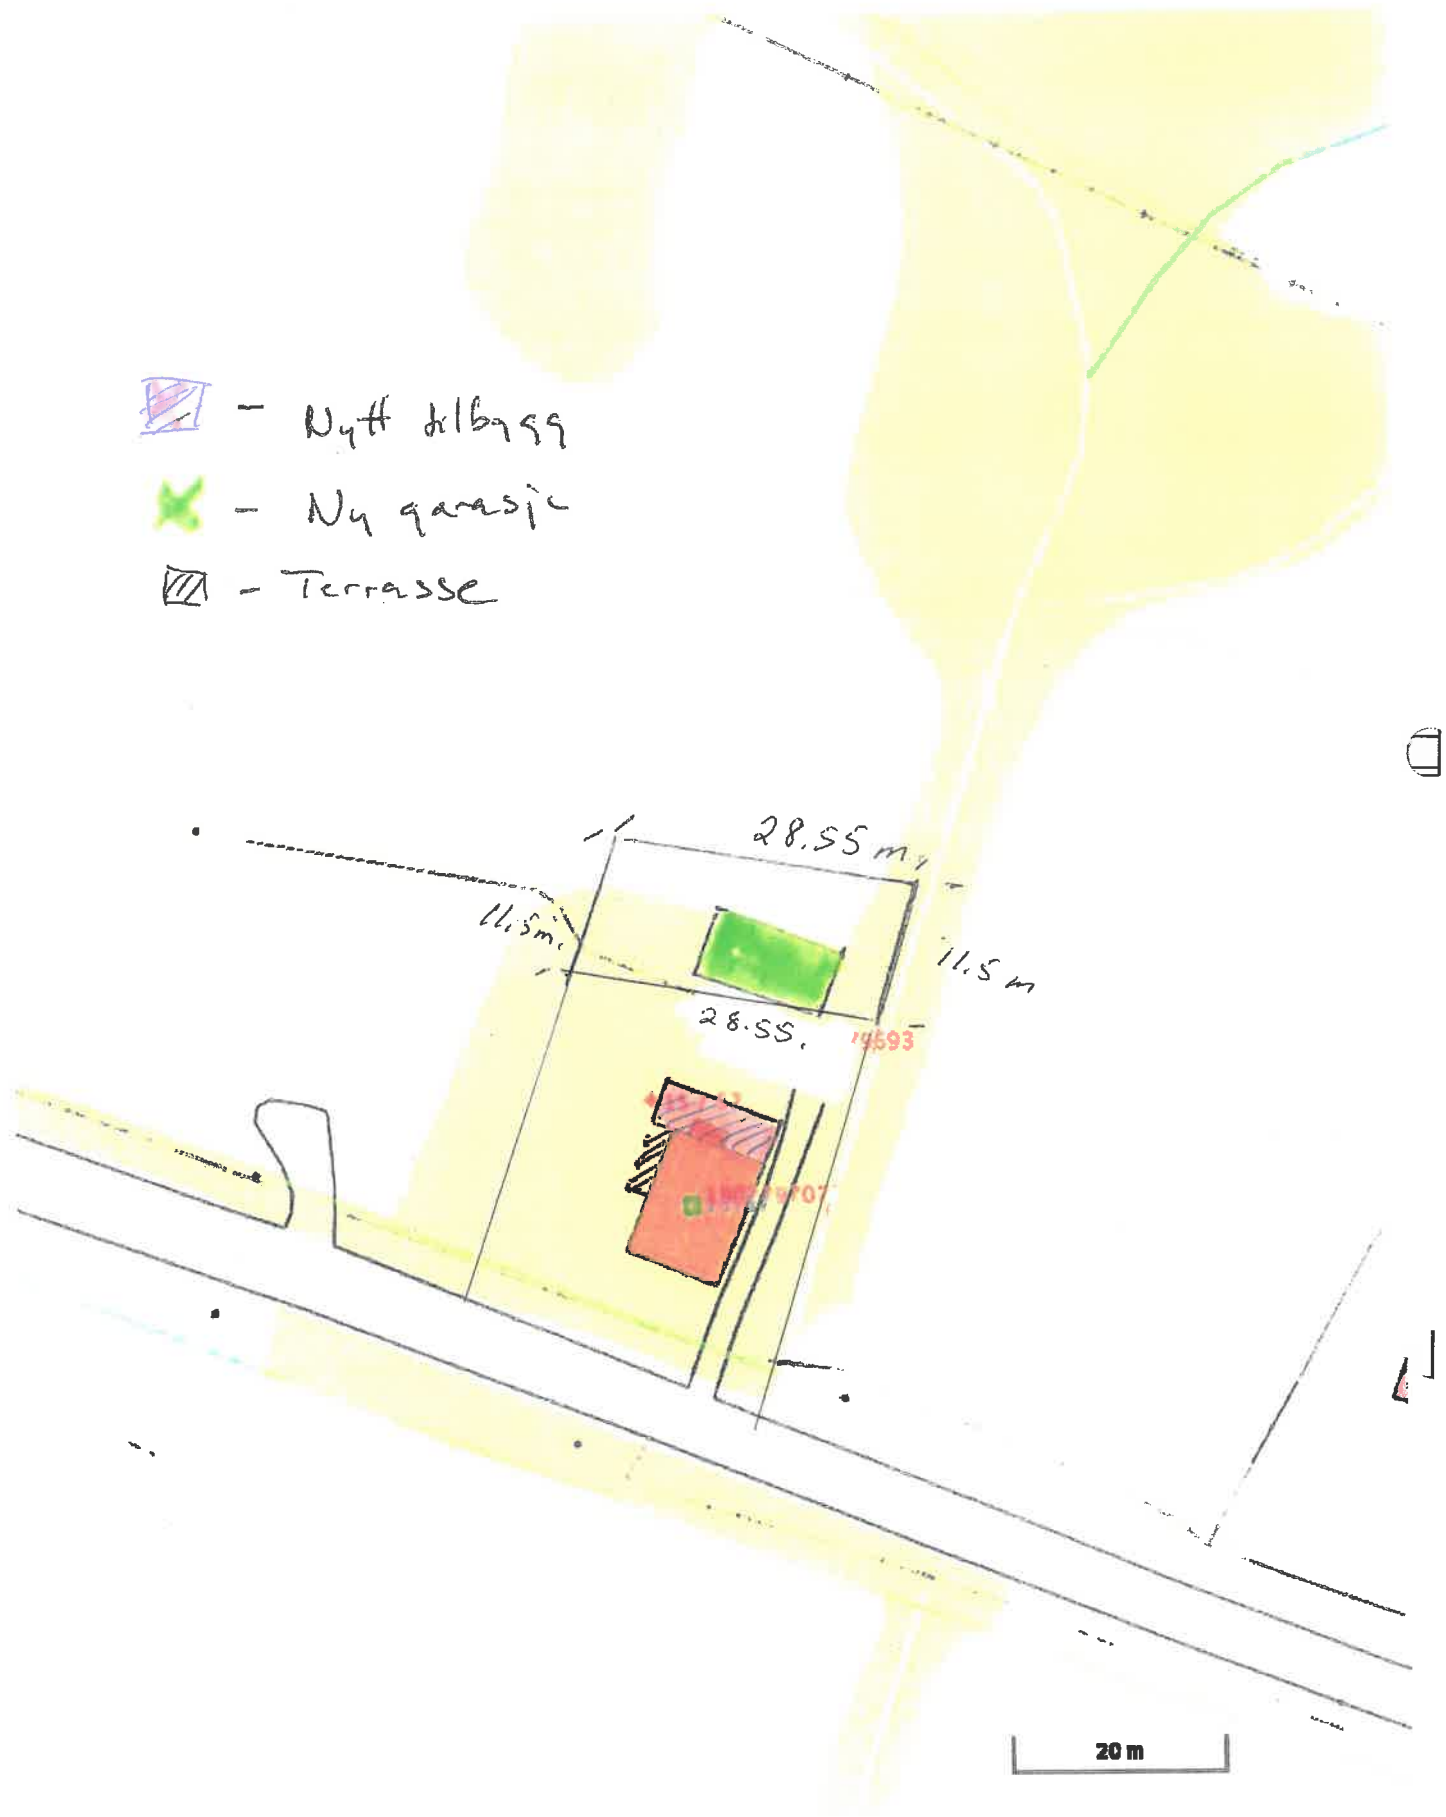 - Nytt tilbygg
- Ny garasje
- Terrasse
28.55 m.
11.5 m.
11.5 m
28.55.
20 m